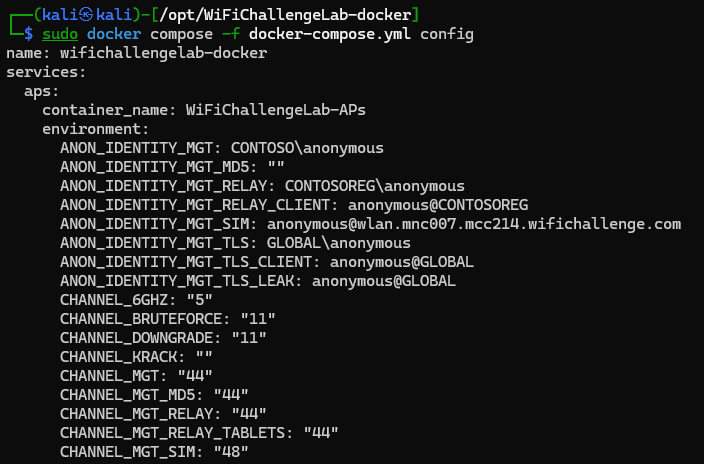 ┌──(kali㉿kali)-[/opt/WiFiChallengeLab-docker]
└─$ sudo docker compose -f docker-compose.yml config
name: wifichallengelab-docker
services:
  aps:
    container_name: WiFiChallengeLab-APs
    environment:
      ANON_IDENTITY_MGT: CONTOSO\anonymous
      ANON_IDENTITY_MGT_MD5: ""
      ANON_IDENTITY_MGT_RELAY: CONTOSOREG\anonymous
      ANON_IDENTITY_MGT_RELAY_CLIENT: anonymous@CONTOSOREG
      ANON_IDENTITY_MGT_SIM: anonymous@wlan.mnc007.mcc214.wifichallenge.com
      ANON_IDENTITY_MGT_TLS: GLOBAL\anonymous
      ANON_IDENTITY_MGT_TLS_CLIENT: anonymous@GLOBAL
      ANON_IDENTITY_MGT_TLS_LEAK: anonymous@GLOBAL
      CHANNEL_6GHZ: "5"
      CHANNEL_BRUTEFORCE: "11"
      CHANNEL_DOWNGRADE: "11"
      CHANNEL_KRACK: ""
      CHANNEL_MGT: "44"
      CHANNEL_MGT_MD5: "44"
      CHANNEL_MGT_RELAY: "44"
      CHANNEL_MGT_RELAY_TABLETS: "44"
      CHANNEL_MGT_SIM: "48"